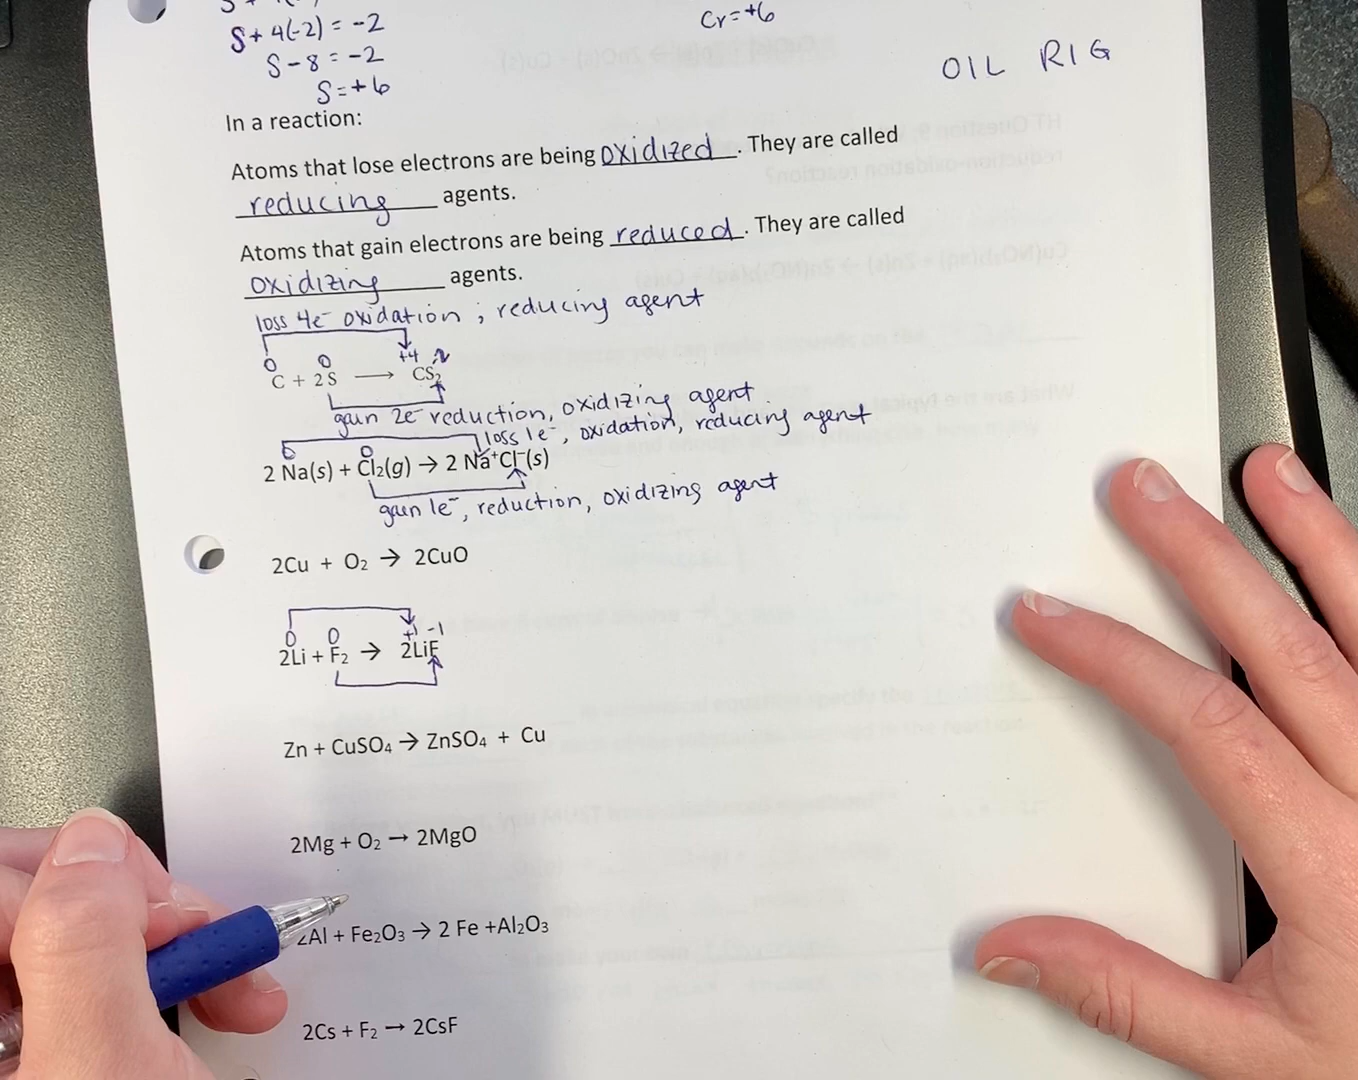 S + 4(-2) = -2
Cr = +6
S - 8 = -2
OIL RIG
S = +6
In a reaction:
Atoms that lose electrons are being oxidized. They are called
reducing agents.
Atoms that gain electrons are being reduced. They are called
oxidizing agents.
loss 4e⁻ oxidation ; reducing agent
0 0 +4 -2
C + 2S → CS₂
gain 2e⁻ reduction, oxidizing agent
loss 1e⁻, oxidation, reducing agent
0 0
2 Na(s) + Cl₂(g) → 2 Na⁺Cl⁻(s)
gain 1e⁻, reduction, oxidizing agent
2Cu + O₂ → 2CuO
0 0 +1 -1
2Li + F₂ → 2LiF
Zn + CuSO₄ → ZnSO₄ + Cu
2Mg + O₂ → 2MgO
2Al + Fe₂O₃ → 2 Fe +Al₂O₃
2Cs + F₂ → 2CsF